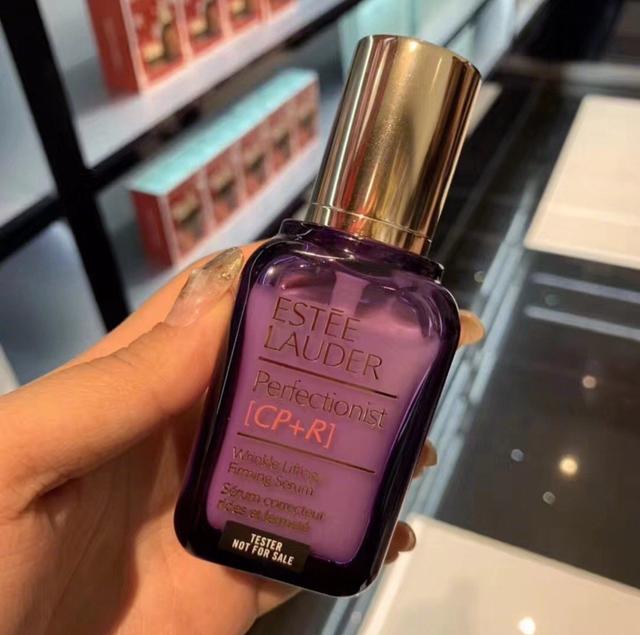 ESTĒE
LAUDER
Perfectionist
[CP+R]
Wrinkle Lifting/
Firming Serum
Sérum correcteur
rides et fermeté
TESTER
NOT FOR SALE